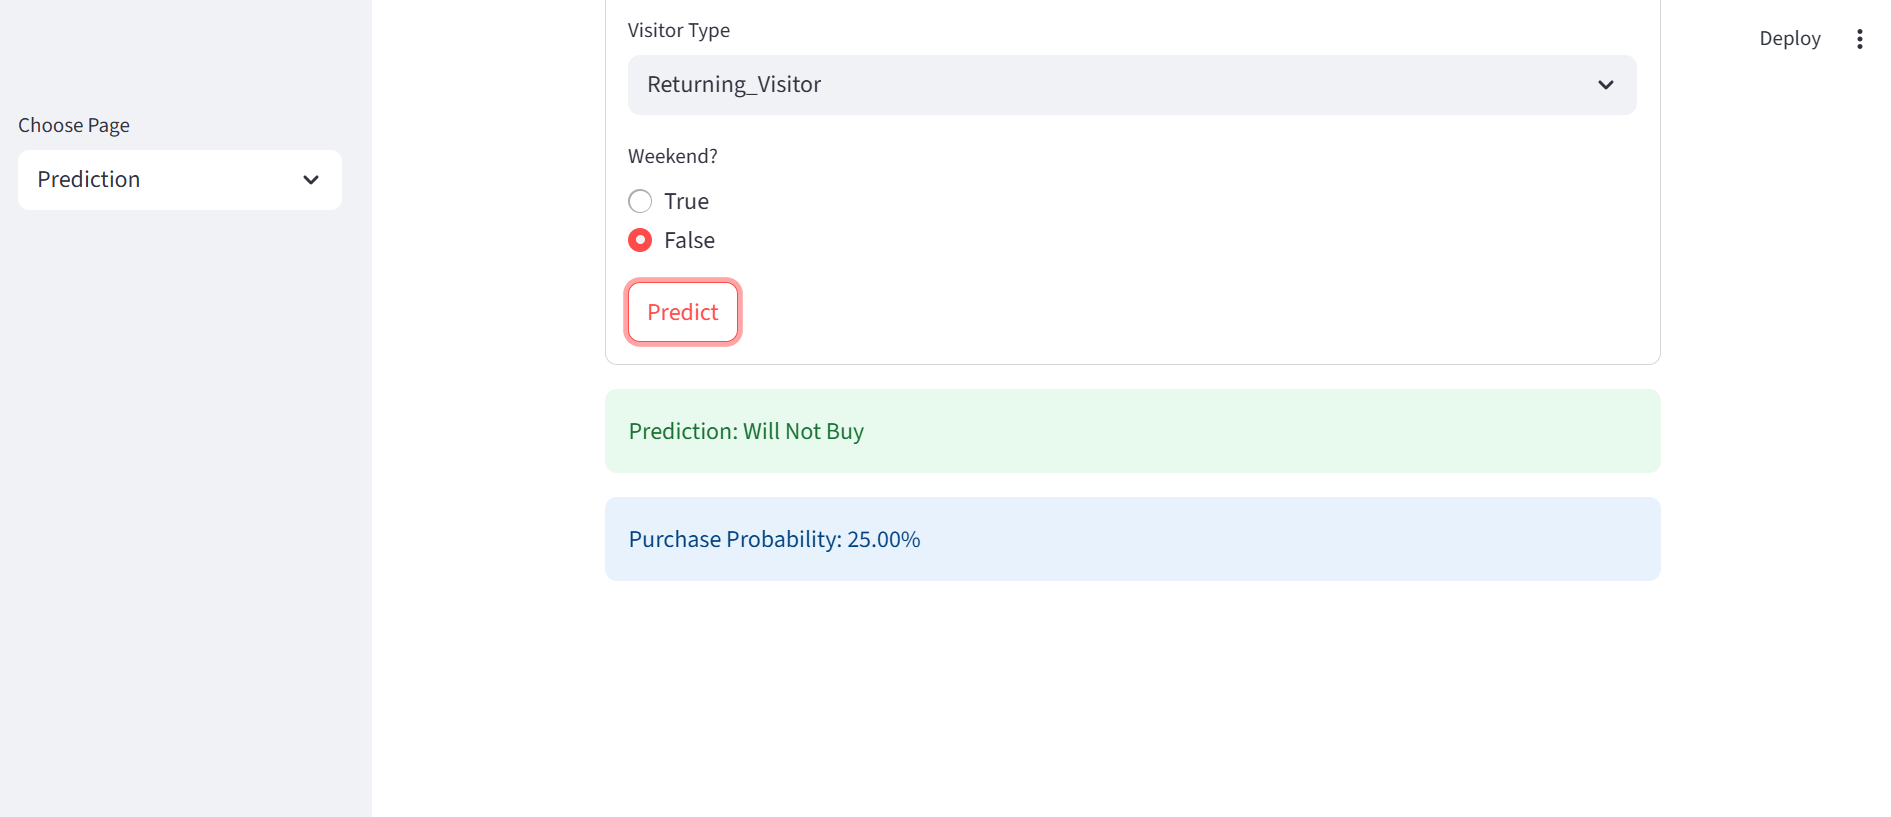 Deploy
Choose Page
Prediction
Visitor Type
Returning_Visitor
Weekend?
True
False
Predict
Prediction: Will Not Buy
Purchase Probability: 25.00%